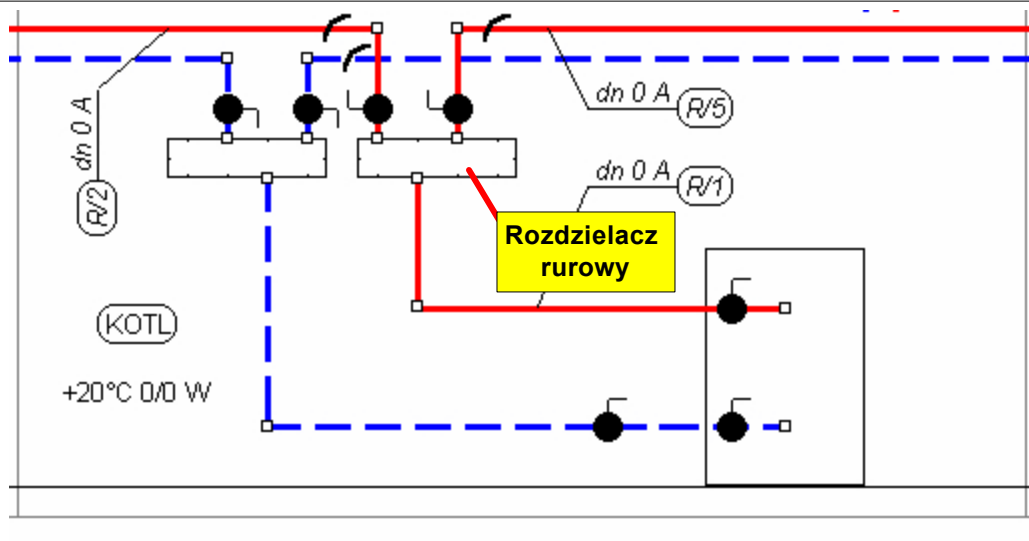 dn 0 A
R/5
dn 0 A
R/2
dn 0 A
R/1
Rozdzielacz
rurowy
KOTL
+20°C 0/0 W